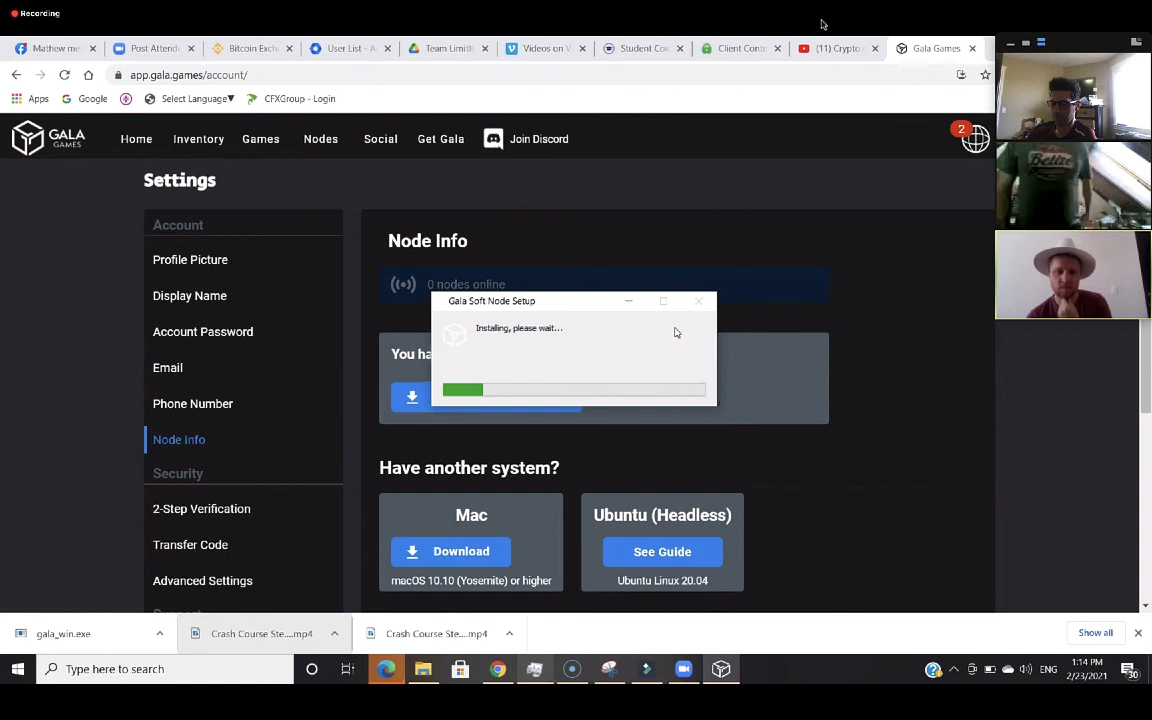 Recording
Mathew me
Post Attend
Bitcoin Exch
User List - A
Team Limitl
Videos on V
Student Coi
Client Contr
(11) Crypto
Gala Games
app.gala.games/account/
Apps
Google
Select Language▼
CFXGroup - Login
GALA
GAMES
Home
Inventory
Games
Nodes
Social
Get Gala
Join Discord
2
Settings
Account
Profile Picture
Display Name
Account Password
Email
Phone Number
Node Info
Security
2-Step Verification
Transfer Code
Advanced Settings
Support
Node Info
0 nodes online
Gala Soft Node Setup
Installing, please wait...
You ha
Have another system?
Mac
Download
macOS 10.10 (Yosemite) or higher
Ubuntu (Headless)
See Guide
Ubuntu Linux 20.04
gala_win.exe
Crash Course Ste....mp4
Crash Course Ste....mp4
Show all
Type here to search
ENG
1:14 PM
2/23/2021
30